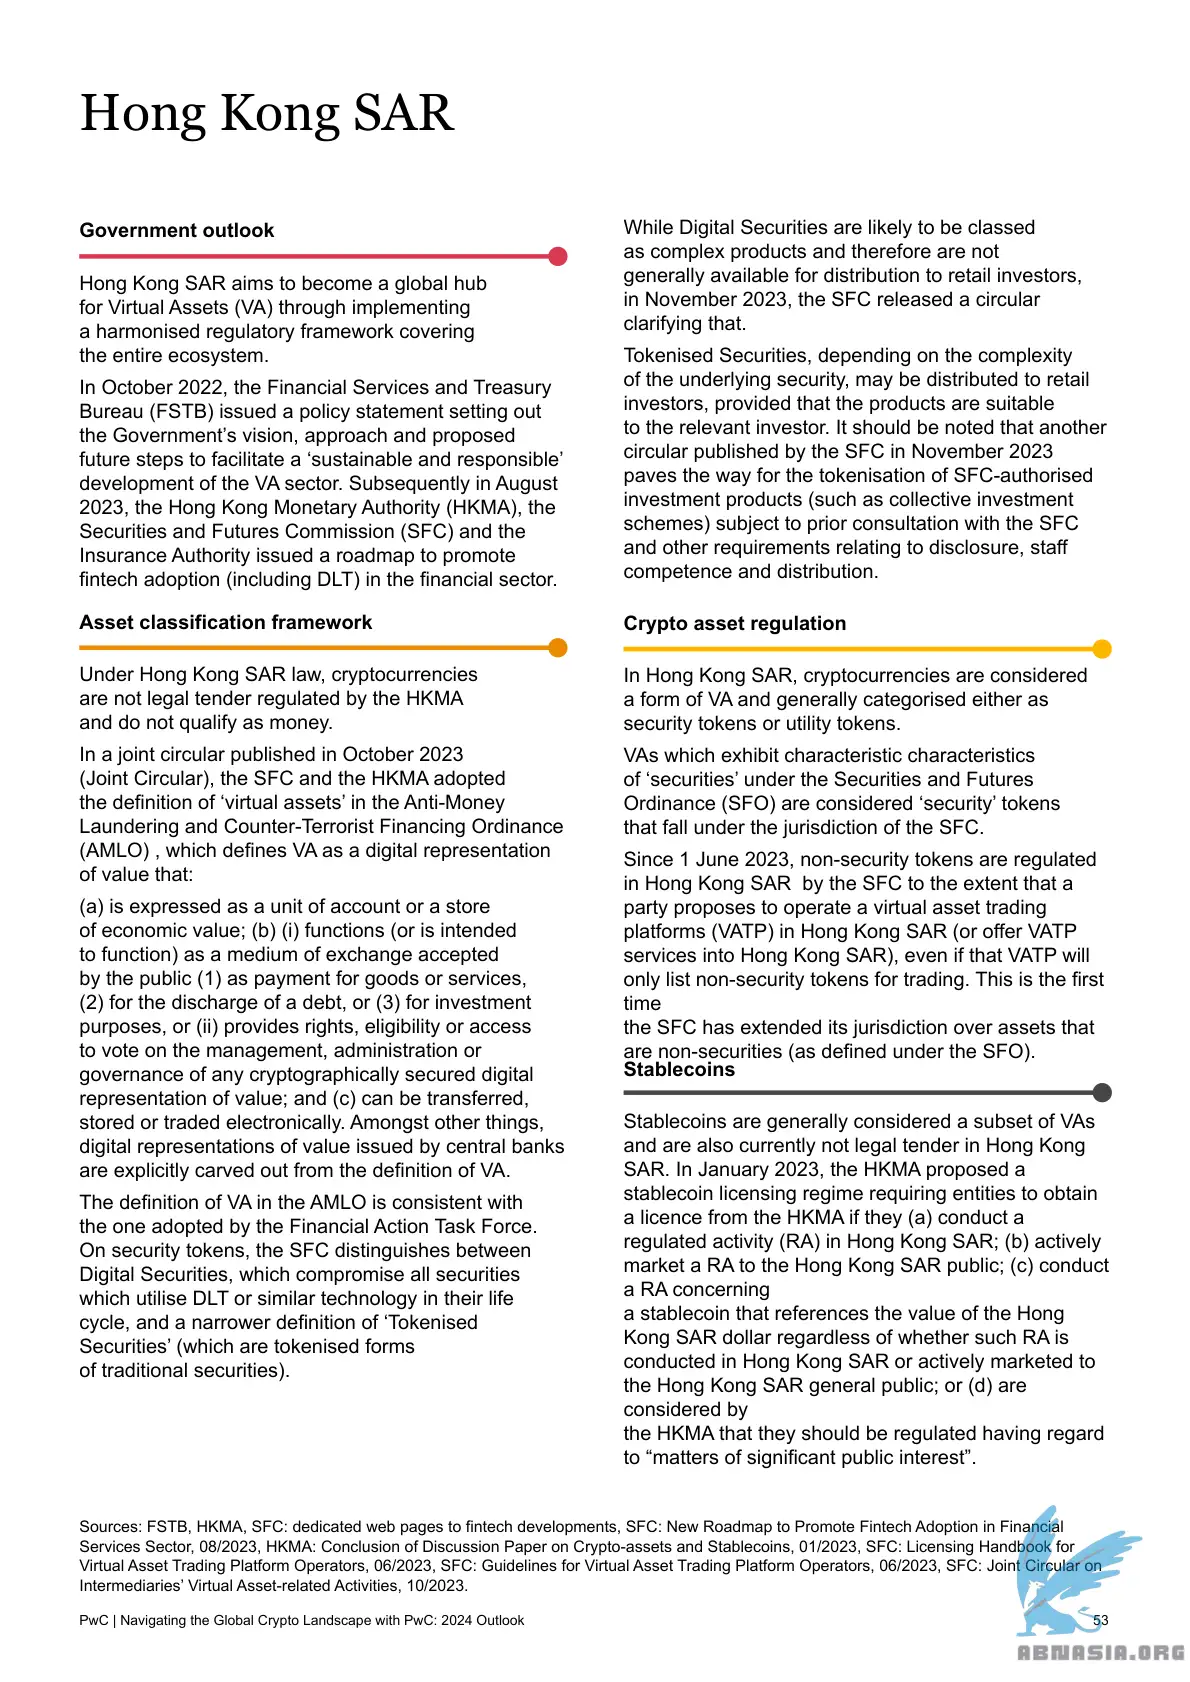 Hong Kong SAR
Government outlook
Hong Kong SAR aims to become a global hub
for Virtual Assets (VA) through implementing
a harmonised regulatory framework covering
the entire ecosystem.
In October 2022, the Financial Services and Treasury
Bureau (FSTB) issued a policy statement setting out
the Government's vision, approach and proposed
future steps to facilitate a 'sustainable and responsible'
development of the VA sector. Subsequently in August
2023, the Hong Kong Monetary Authority (HKMA), the
Securities and Futures Commission (SFC) and the
Insurance Authority issued a roadmap to promote
fintech adoption (including DLT) in the financial sector.
Asset classification framework
Under Hong Kong SAR law, cryptocurrencies
are not legal tender regulated by the HKMA
and do not qualify as money.
In a joint circular published in October 2023
(Joint Circular), the SFC and the HKMA adopted
the definition of 'virtual assets' in the Anti-Money
Laundering and Counter-Terrorist Financing Ordinance
(AMLO) , which defines VA as a digital representation
of value that:
(a) is expressed as a unit of account or a store
of economic value; (b) (i) functions (or is intended
to function) as a medium of exchange accepted
by the public (1) as payment for goods or services,
(2) for the discharge of a debt, or (3) for investment
purposes, or (ii) provides rights, eligibility or access
to vote on the management, administration or
governance of any cryptographically secured digital
representation of value; and (c) can be transferred,
stored or traded electronically. Amongst other things,
digital representations of value issued by central banks
are explicitly carved out from the definition of VA.
The definition of VA in the AMLO is consistent with
the one adopted by the Financial Action Task Force.
On security tokens, the SFC distinguishes between
Digital Securities, which compromise all securities
which utilise DLT or similar technology in their life
cycle, and a narrower definition of 'Tokenised
Securities' (which are tokenised forms
of traditional securities).
While Digital Securities are likely to be classed
as complex products and therefore are not
generally available for distribution to retail investors,
in November 2023, the SFC released a circular
clarifying that.
Tokenised Securities, depending on the complexity
of the underlying security, may be distributed to retail
investors, provided that the products are suitable
to the relevant investor. It should be noted that another
circular published by the SFC in November 2023
paves the way for the tokenisation of SFC-authorised
investment products (such as collective investment
schemes) subject to prior consultation with the SFC
and other requirements relating to disclosure, staff
competence and distribution.
Crypto asset regulation
In Hong Kong SAR, cryptocurrencies are considered
a form of VA and generally categorised either as
security tokens or utility tokens.
VAs which exhibit characteristic characteristics
of 'securities' under the Securities and Futures
Ordinance (SFO) are considered 'security' tokens
that fall under the jurisdiction of the SFC.
Since 1 June 2023, non-security tokens are regulated
in Hong Kong SAR  by the SFC to the extent that a
party proposes to operate a virtual asset trading
platforms (VATP) in Hong Kong SAR (or offer VATP
services into Hong Kong SAR), even if that VATP will
only list non-security tokens for trading. This is the first
time
the SFC has extended its jurisdiction over assets that
are non-securities (as defined under the SFO).
Stablecoins
Stablecoins are generally considered a subset of VAs
and are also currently not legal tender in Hong Kong
SAR. In January 2023, the HKMA proposed a
stablecoin licensing regime requiring entities to obtain
a licence from the HKMA if they (a) conduct a
regulated activity (RA) in Hong Kong SAR; (b) actively
market a RA to the Hong Kong SAR public; (c) conduct
a RA concerning
a stablecoin that references the value of the Hong
Kong SAR dollar regardless of whether such RA is
conducted in Hong Kong SAR or actively marketed to
the Hong Kong SAR general public; or (d) are
considered by
the HKMA that they should be regulated having regard
to “matters of significant public interest”.
Sources: FSTB, HKMA, SFC: dedicated web pages to fintech developments, SFC: New Roadmap to Promote Fintech Adoption in Financial
Services Sector, 08/2023, HKMA: Conclusion of Discussion Paper on Crypto-assets and Stablecoins, 01/2023, SFC: Licensing Handbook for
Virtual Asset Trading Platform Operators, 06/2023, SFC: Guidelines for Virtual Asset Trading Platform Operators, 06/2023, SFC: Joint Circular on
Intermediaries' Virtual Asset-related Activities, 10/2023.
PwC | Navigating the Global Crypto Landscape with PwC: 2024 Outlook
53
ABNASIA.ORG